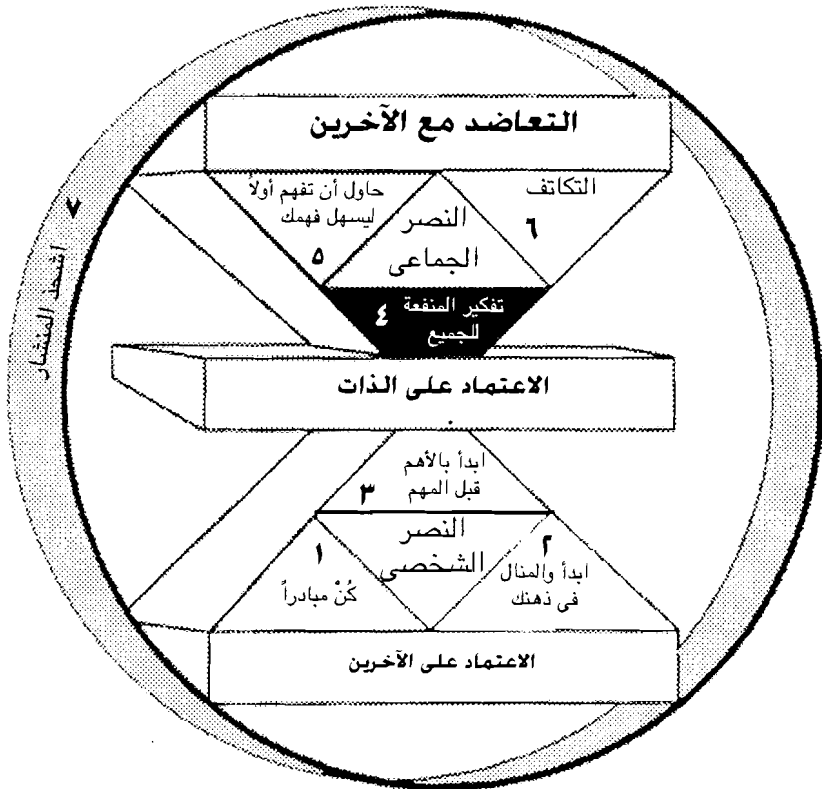 التعاضد مع الآخرين
التكاتف
٦
النصر
الجماعى
حاول أن تفهم أولاً
ليسهل فهمك
٥
تفكير المنفعة
للجميع
٤
الاعتماد على الذات
ابدأ بالأهم
قبل المهم
٣
النصر
الشخصى
٢
ابدأ والمنال
فى ذهنك
١
كُنْ مبادراً
الاعتماد على الآخرين
٧
اشحذ المنشار